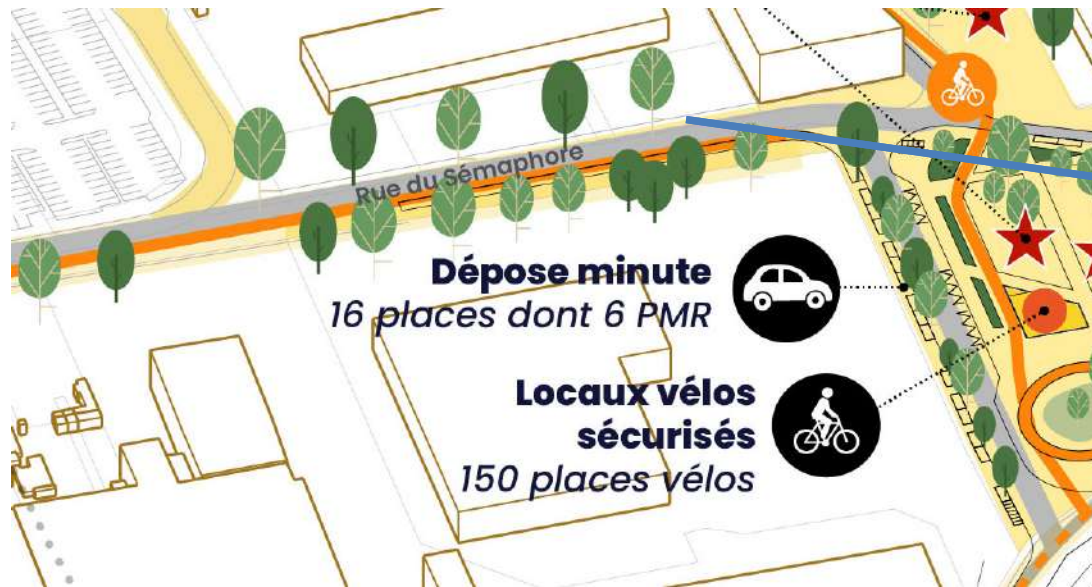 Rue du Sémaphore
Dépose minute
16 places dont 6 PMR
Locaux vélos
sécurisés
150 places vélos